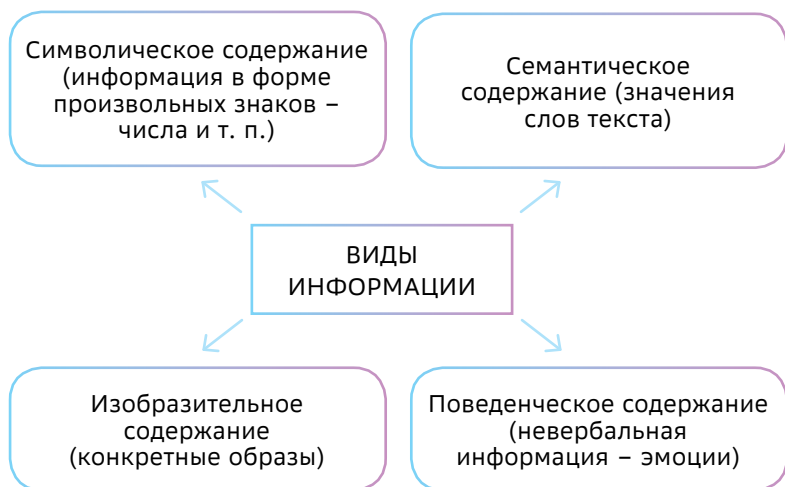 Символическое содержание
(информация в форме
произвольных знаков –
числа и т. п.)
Семантическое
содержание (значения
слов текста)
ВИДЫ
ИНФОРМАЦИИ
Изобразительное
содержание
(конкретные образы)
Поведенческое содержание
(невербальная
информация – эмоции)